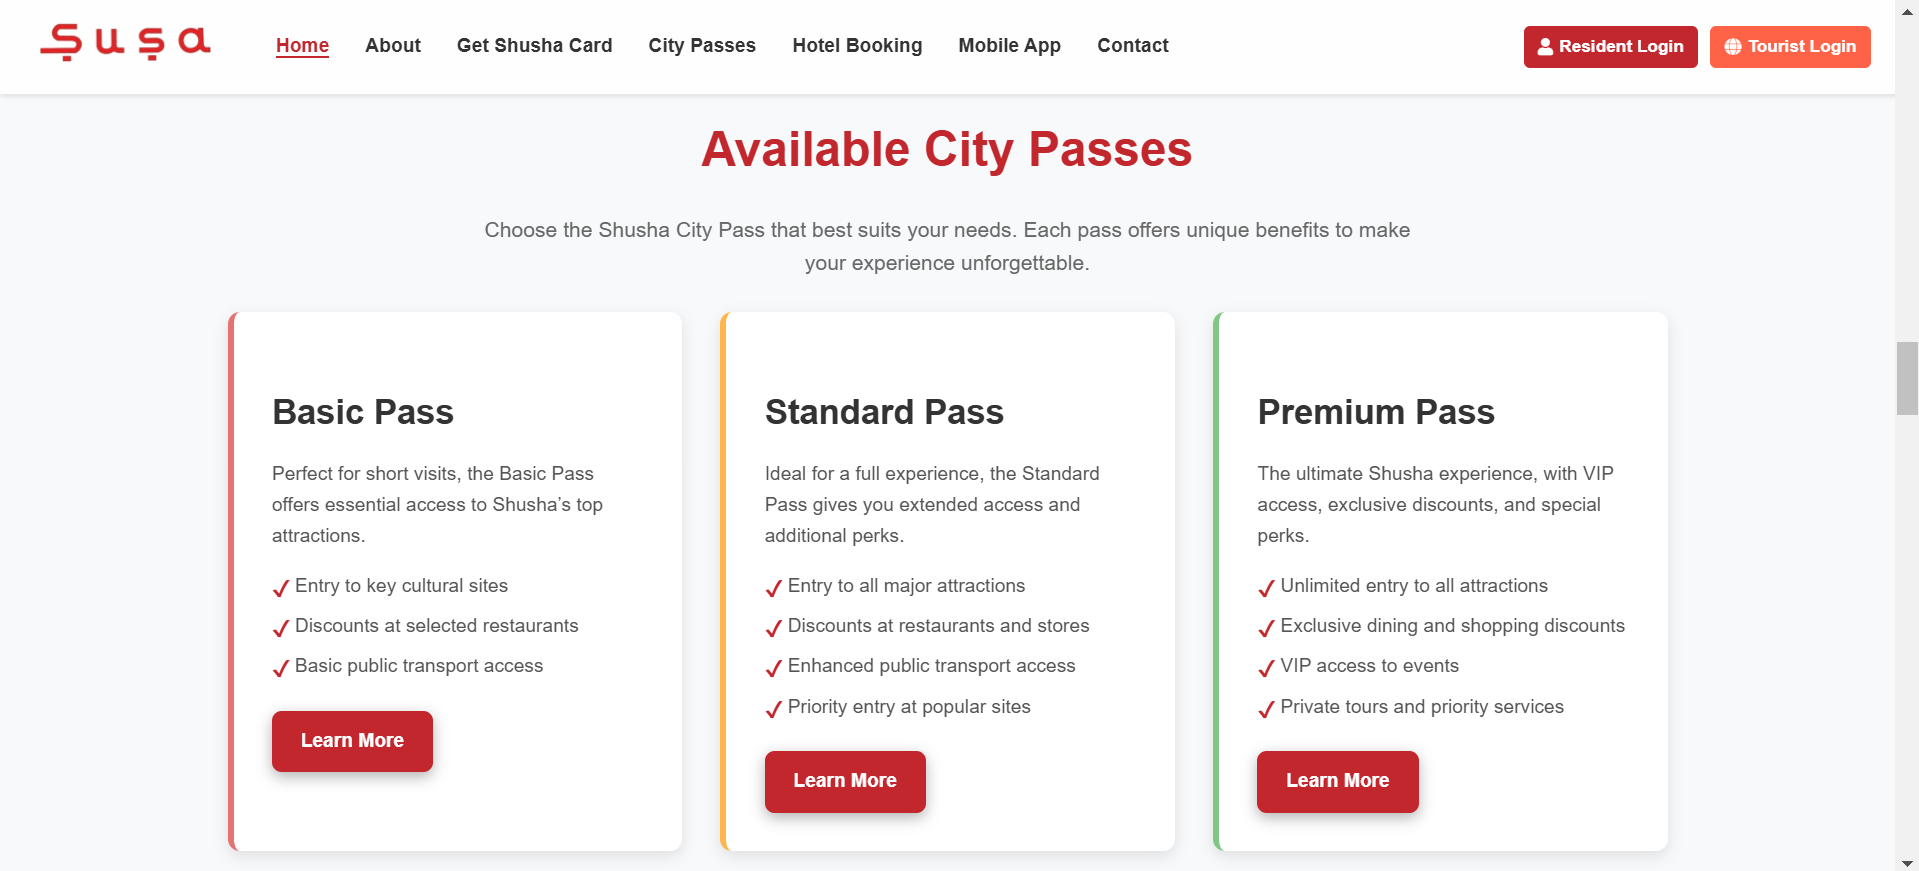 Şuşa
Home About Get Shusha Card City Passes Hotel Booking Mobile App Contact
Resident Login Tourist Login
Available City Passes
Choose the Shusha City Pass that best suits your needs. Each pass offers unique benefits to make
your experience unforgettable.
Basic Pass
Perfect for short visits, the Basic Pass
offers essential access to Shusha’s top
attractions.
Entry to key cultural sites
Discounts at selected restaurants
Basic public transport access
Learn More
Standard Pass
Ideal for a full experience, the Standard
Pass gives you extended access and
additional perks.
Entry to all major attractions
Discounts at restaurants and stores
Enhanced public transport access
Priority entry at popular sites
Learn More
Premium Pass
The ultimate Shusha experience, with VIP
access, exclusive discounts, and special
perks.
Unlimited entry to all attractions
Exclusive dining and shopping discounts
VIP access to events
Private tours and priority services
Learn More